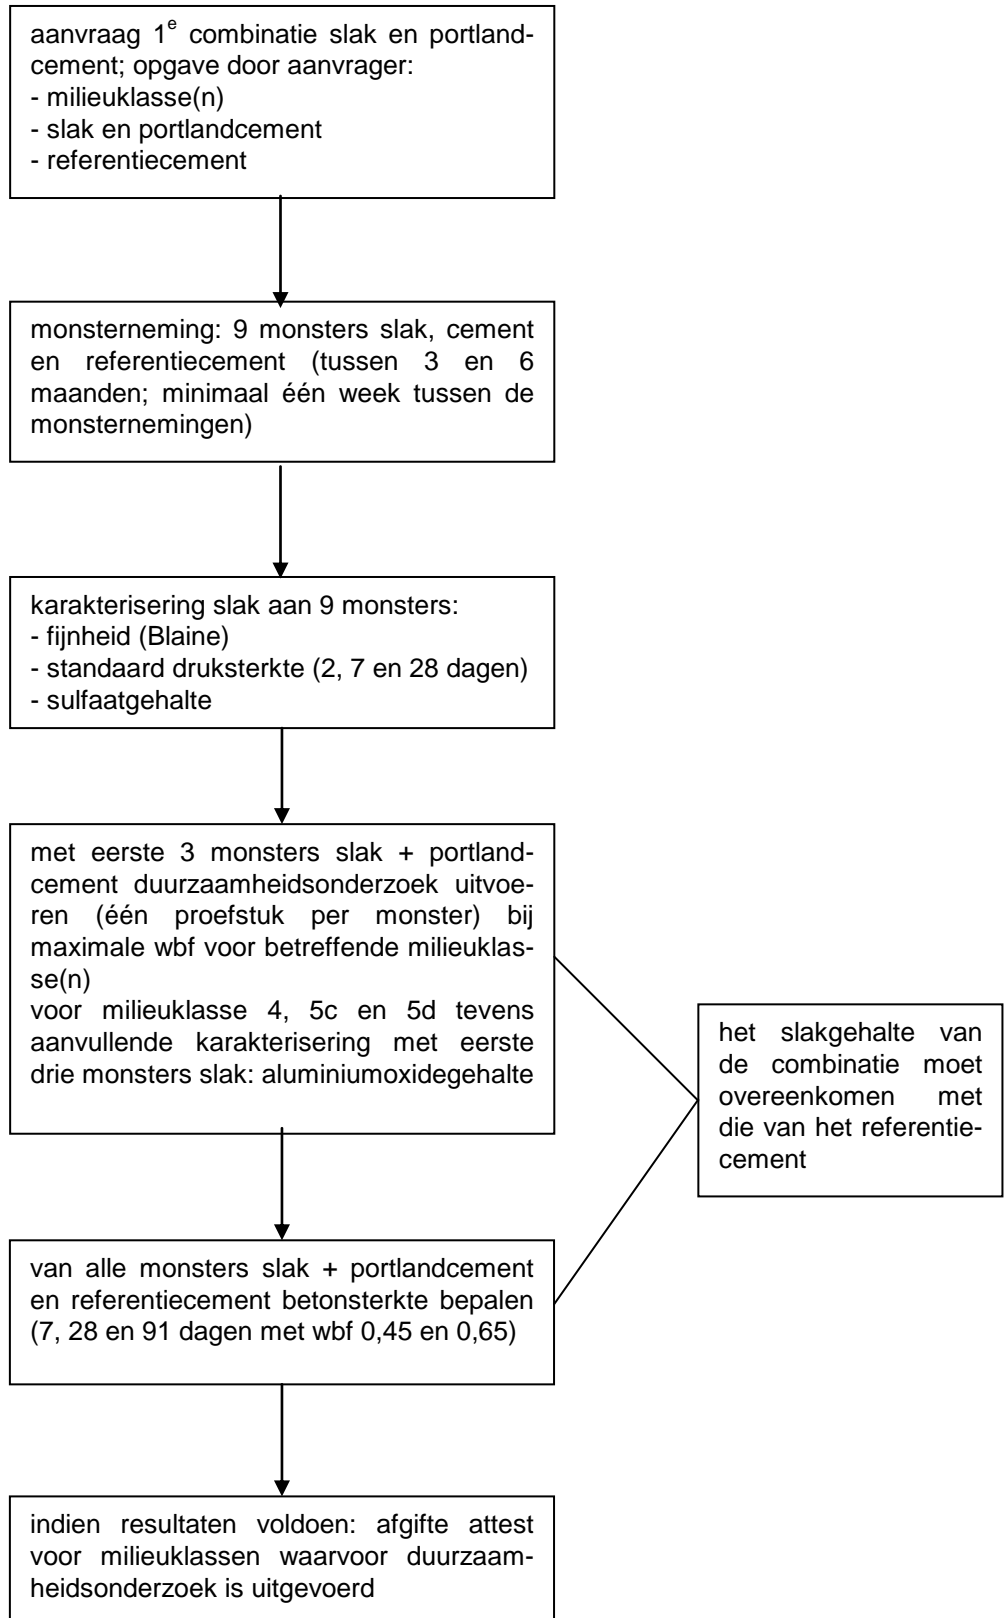 aanvraag 1e combinatie slak en portland-
cement; opgave door aanvrager:
- milieuklasse(n)
- slak en portlandcement
- referentiecement
monsterneming: 9 monsters slak, cement
en referentiecement (tussen 3 en 6
maanden; minimaal één week tussen de
monsternemingen)
karakterisering slak aan 9 monsters:
- fijnheid (Blaine)
- standaard druksterkte (2, 7 en 28 dagen)
- sulfaatgehalte
met eerste 3 monsters slak + portland-
cement duurzaamheidsonderzoek uitvoe-
ren (één proefstuk per monster) bij
maximale wbf voor betreffende milieuklas-
se(n)
voor milieuklasse 4, 5c en 5d tevens
aanvullende karakterisering met eerste
drie monsters slak: aluminiumoxidegehalte
het slakgehalte van
de combinatie moet
overeenkomen met
die van het referentie-
cement
van alle monsters slak + portlandcement
en referentiecement betonsterkte bepalen
(7, 28 en 91 dagen met wbf 0,45 en 0,65)
indien resultaten voldoen: afgifte attest
voor milieuklassen waarvoor duurzaam-
heidsonderzoek is uitgevoerd